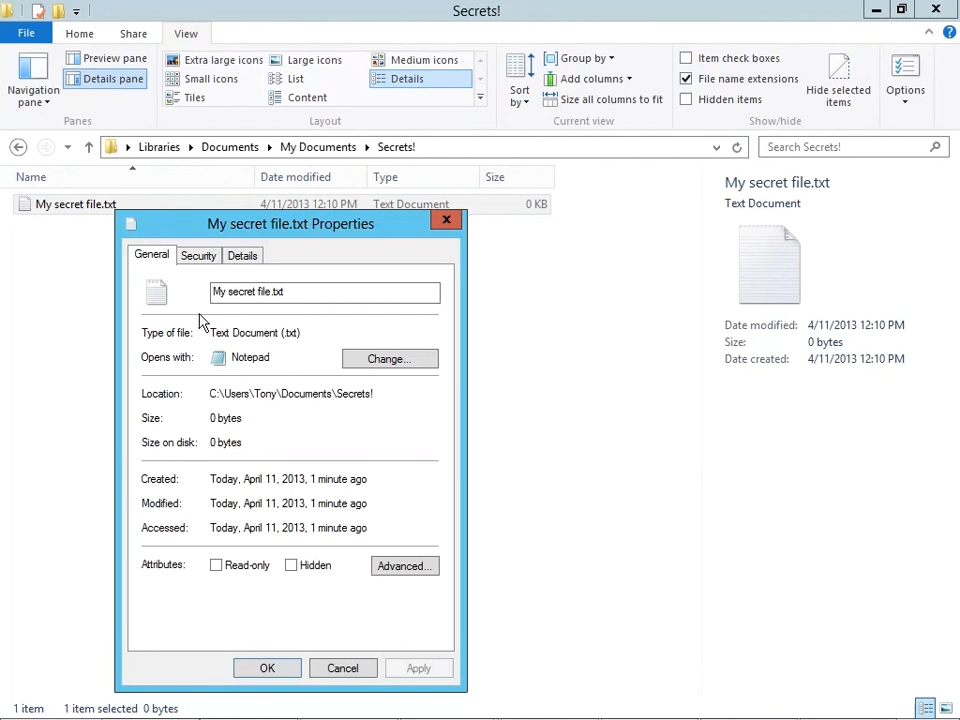 Secrets!
File Home Share View
Navigation pane
Preview pane
Details pane
Panes
Extra large icons Large icons Medium icons
Small icons List Details
Tiles Content
Layout
Sort by
Group by
Add columns
Size all columns to fit
Current view
Item check boxes
File name extensions
Hidden items
Hide selected items
Show/hide
Options
Libraries Documents My Documents Secrets!
Search Secrets!
Name Date modified Type Size
My secret file.txt 4/11/2013 12:10 PM Text Document 0 KB
My secret file.txt
Text Document
Date modified: 4/11/2013 12:10 PM
Size: 0 bytes
Date created: 4/11/2013 12:10 PM
My secret file.txt Properties
General Security Details
My secret file.txt
Type of file: Text Document (.txt)
Opens with: Notepad Change...
Location: C:\Users\Tony\Documents\Secrets!
Size: 0 bytes
Size on disk: 0 bytes
Created: Today, April 11, 2013, 1 minute ago
Modified: Today, April 11, 2013, 1 minute ago
Accessed: Today, April 11, 2013, 1 minute ago
Attributes: Read-only Hidden Advanced...
OK Cancel Apply
1 item 1 item selected 0 bytes